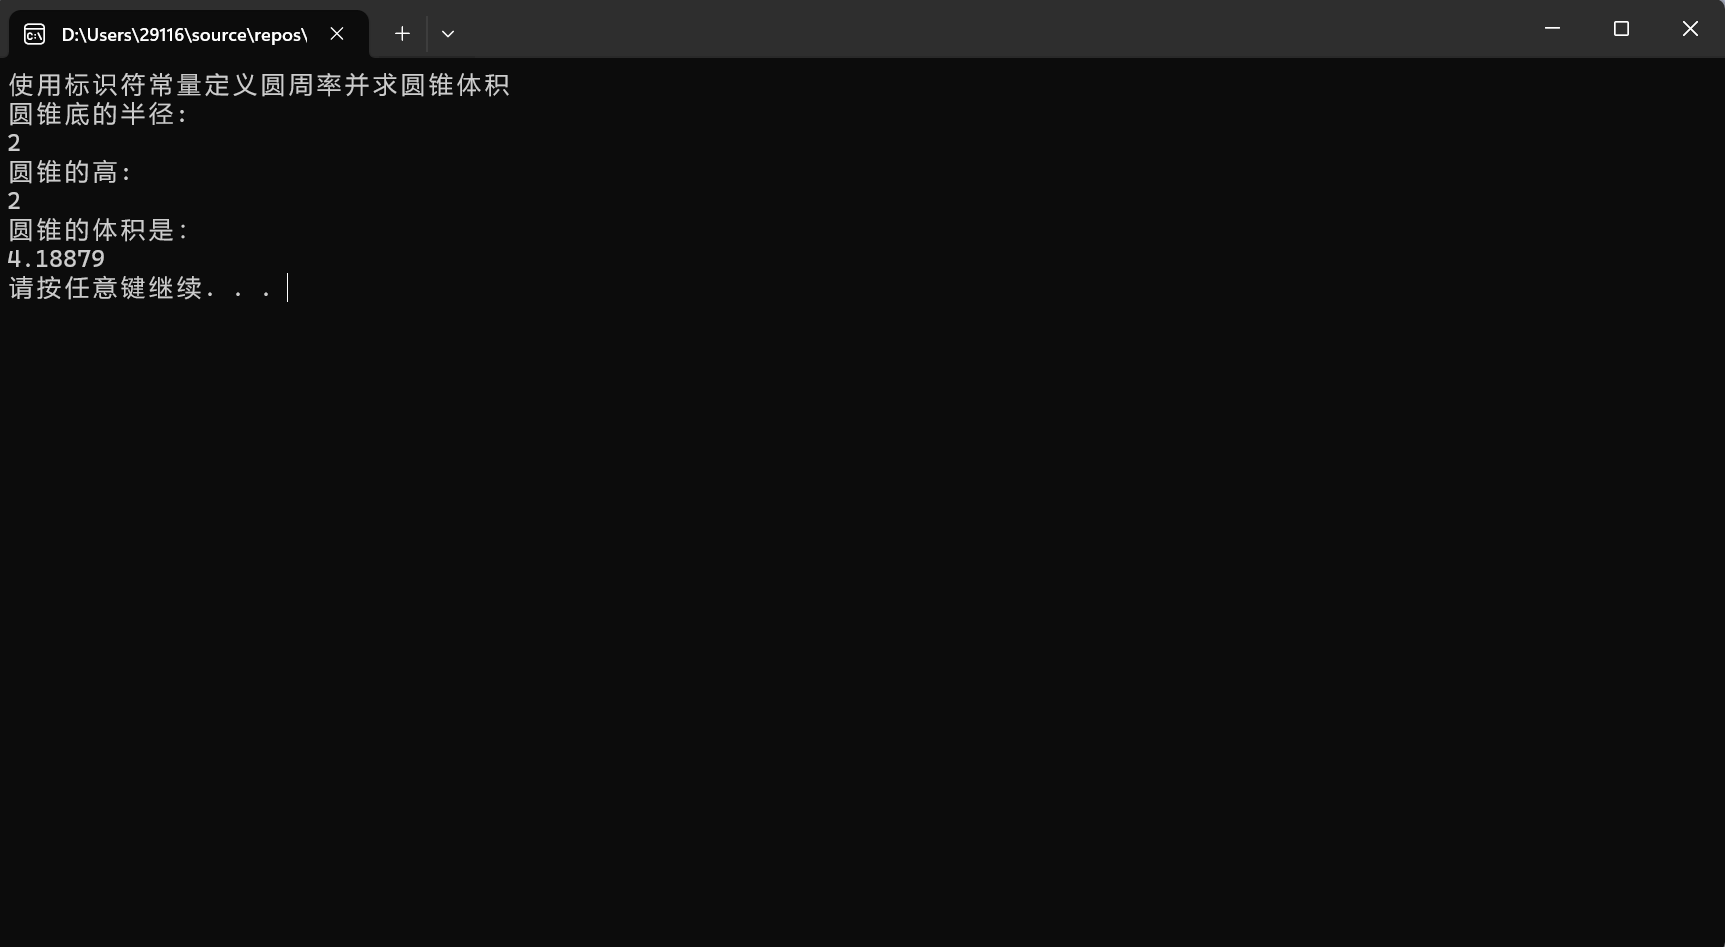 D:\Users\29116\source\repos\
使用标识符常量定义圆周率并求圆锥体积
圆锥底的半径:
2
圆锥的高:
2
圆锥的体积是:
4.18879
请按任意键继续. . .